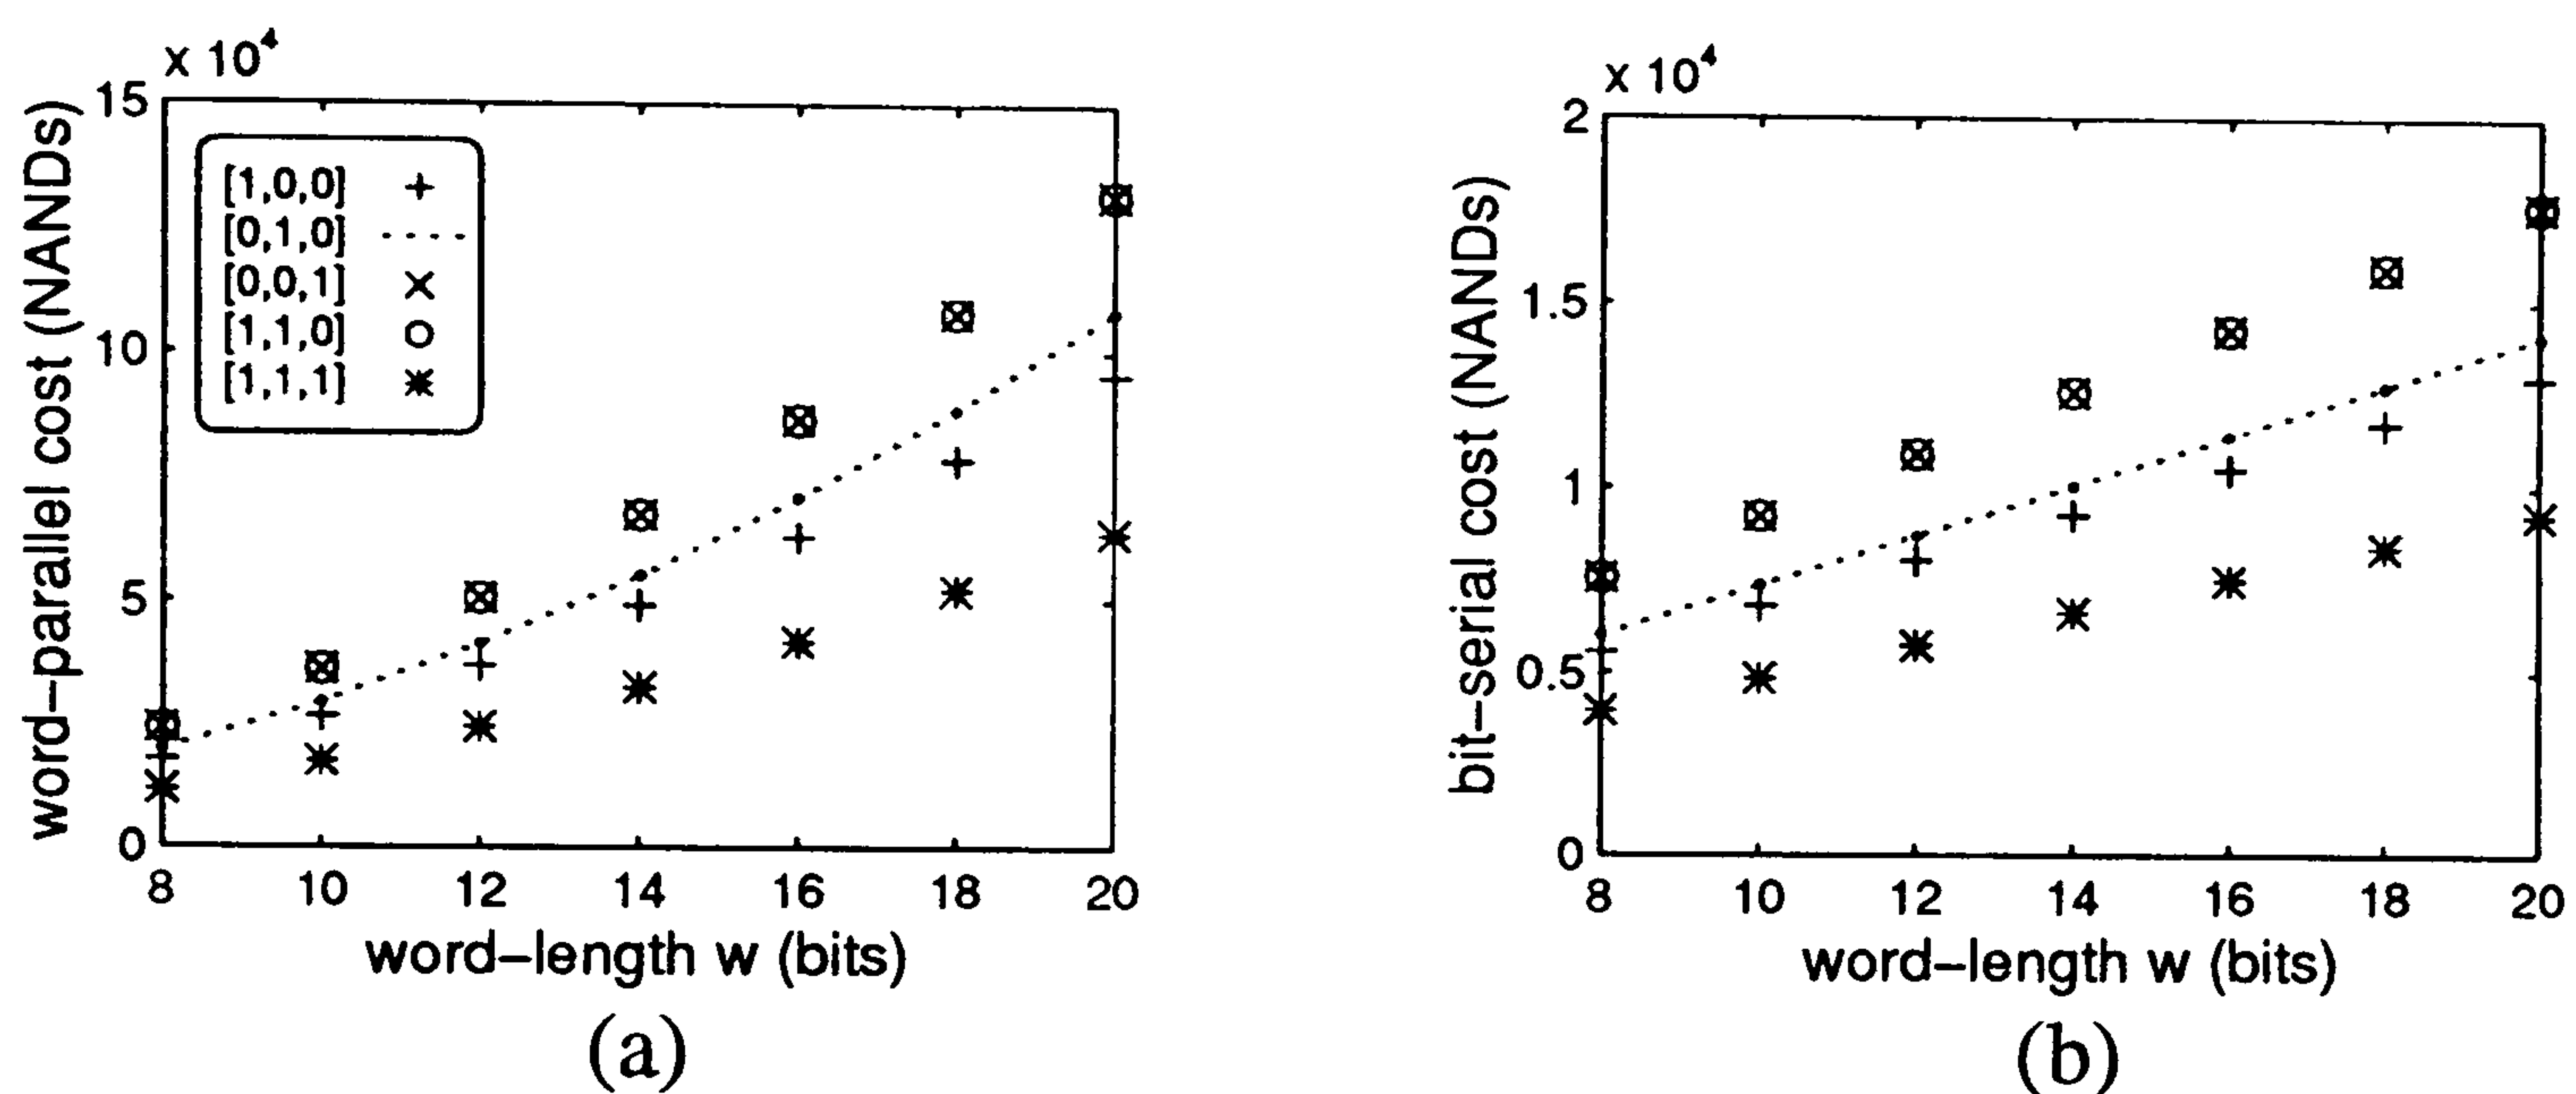 x 10^4
15
10
5
0
word-parallel cost (NANDs)
[1,0,0] +
[0,1,0] .....
[0,0,1] ×
[1,1,0] o
[1,1,1] *
8 10 12 14 16 18 20
word-length w (bits)
(a)
x 10^4
2
1.5
1
0.5
0
bit-serial cost (NANDs)
8 10 12 14 16 18 20
word-length w (bits)
(b)